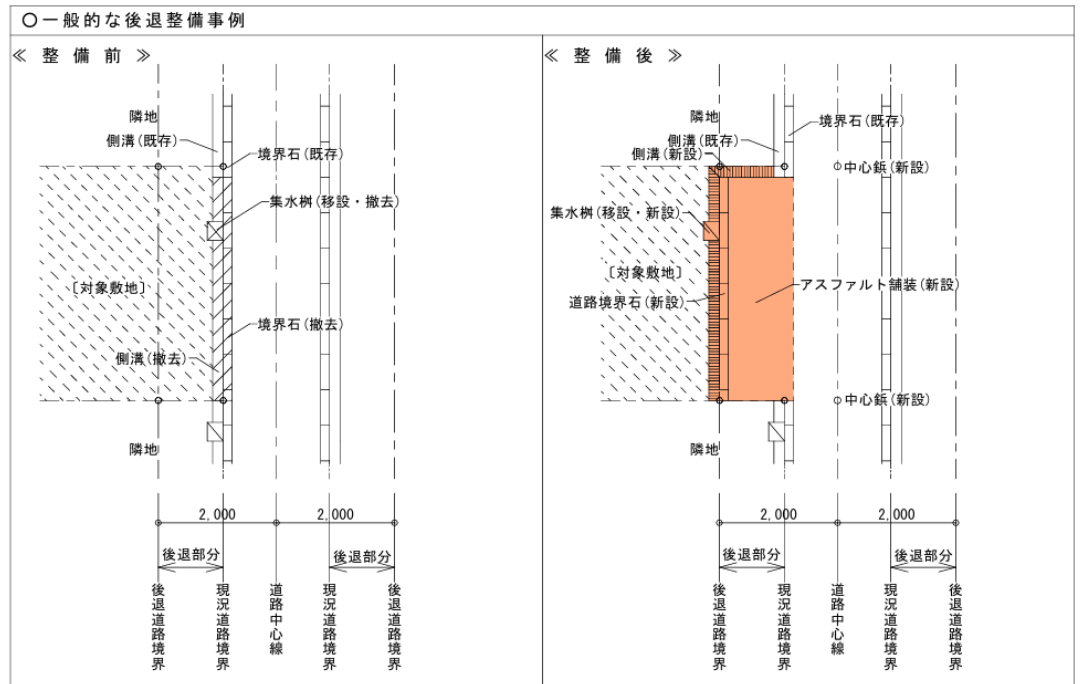 〇一般的な後退整備事例
≪ 整 備 前 ≫
隣地
側溝(既存)
境界石(既存)
集水桝(移設・撤去)
〔対象敷地〕
境界石(撤去)
側溝(撤去)
隣地
2,000
2,000
後退部分
後退部分
後退道路境界
現況道路境界
道路中心線
現況道路境界
後退道路境界
≪ 整 備 後 ≫
隣地
境界石(既存)
側溝(既存)
側溝(新設)
中心鋲(新設)
集水桝(移設・新設)
〔対象敷地〕
アスファルト舗装(新設)
道路境界石(新設)
中心鋲(新設)
隣地
2,000
2,000
後退部分
後退部分
後退道路境界
現況道路境界
道路中心線
現況道路境界
後退道路境界